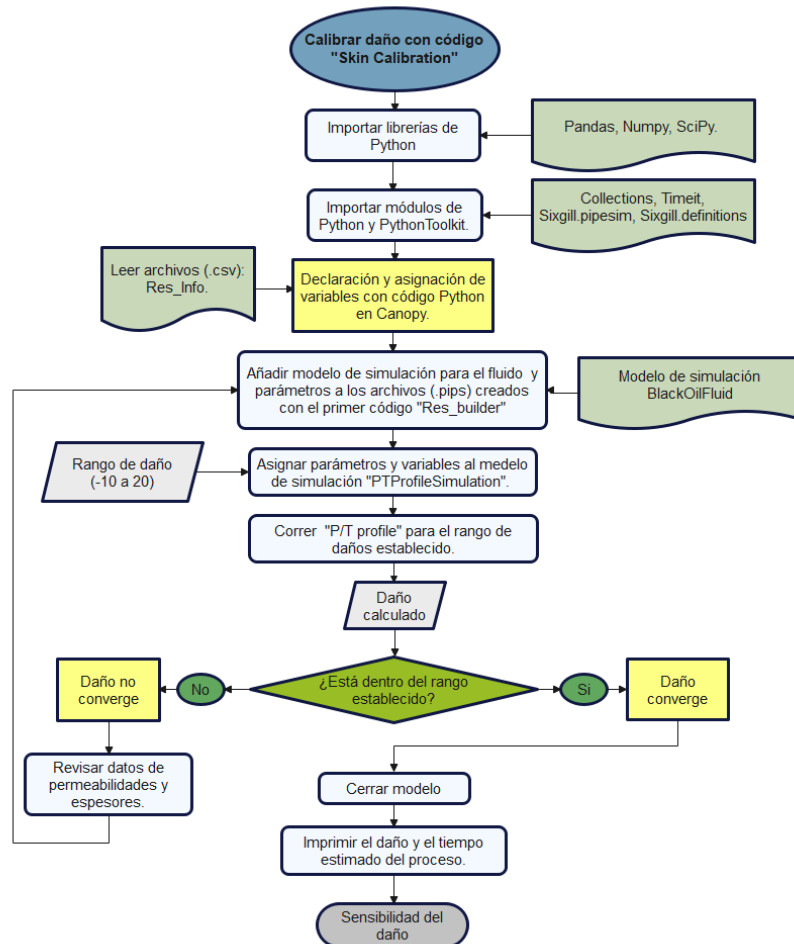 Calibrar daño con código
"Skin Calibration"
Importar librerías de
Python
Pandas, Numpy, SciPy.
Importar módulos de
Python y PythonToolkit.
Collections, Timeit,
Sixgill.pipesim, Sixgill.definitions
Leer archivos (.csv):
Res_Info.
Declaración y asignación de
variables con código Python
en Canopy.
Añadir modelo de simulación para el fluido y
parámetros a los archivos (.pips) creados
con el primer código "Res_builder"
Modelo de simulación
BlackOilFluid
Rango de daño
(-10 a 20)
Asignar parámetros y variables al medelo
de simulación "PTProfileSimulation".
Correr "P/T profile" para el rango de
daños establecido.
Daño
calculado
¿Está dentro del rango
establecido?
No
Si
Daño no
converge
Daño
converge
Revisar datos de
permeabilidades y
espesores.
Cerrar modelo
Imprimir el daño y el tiempo
estimado del proceso.
Sensibilidad del
daño